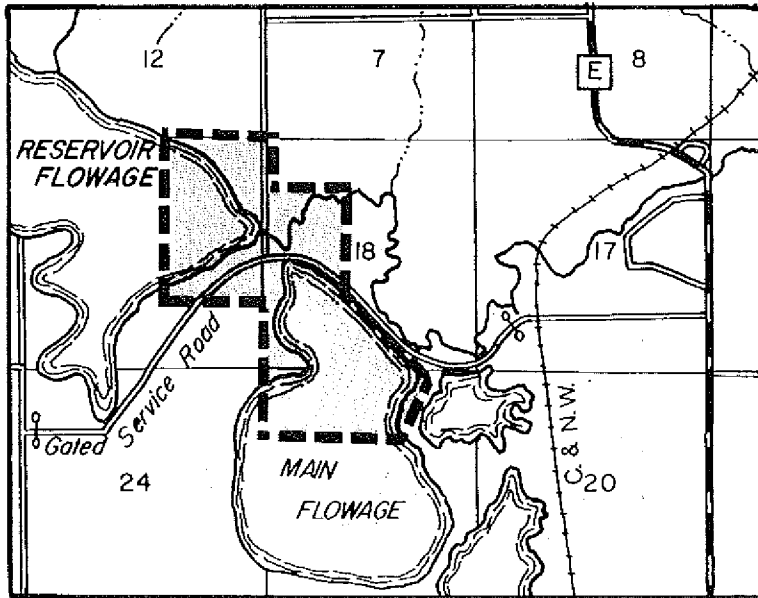 12
7
8
E
RESERVOIR
FLOWAGE
18
17
Gated Service Road
24
MAIN
FLOWAGE
C. & N.W.
20